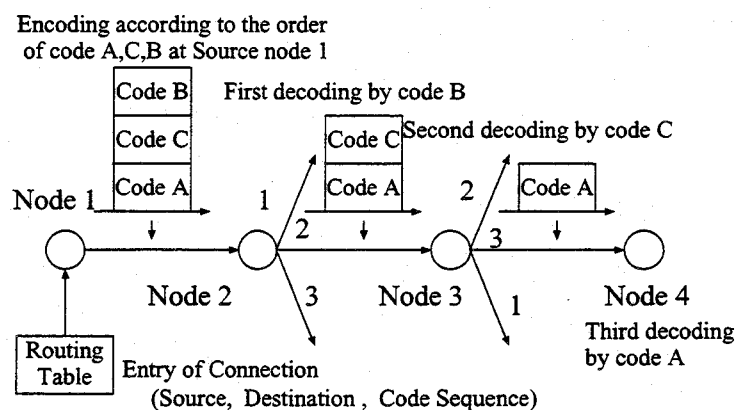 Encoding according to the order
of code A,C,B at Source node 1
Code B
Code C
Code A
First decoding by code B
Code C
Code A
Second decoding by code C
Code A
Node 1
1
2
3
2
3
1
Node 2
Node 3
Node 4
Third decoding
by code A
Routing
Table
Entry of Connection
(Source, Destination , Code Sequence)